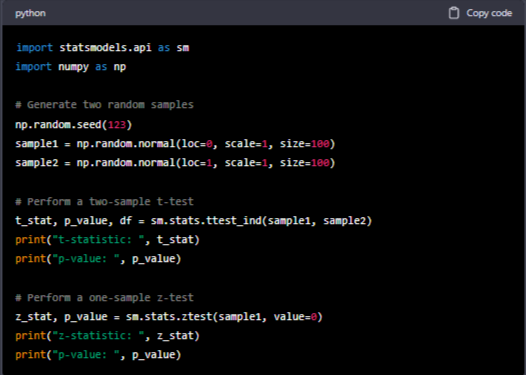 python
Copy code
import statsmodels.api as sm
import numpy as np
# Generate two random samples
np.random.seed(123)
sample1 = np.random.normal(loc=0, scale=1, size=100)
sample2 = np.random.normal(loc=1, scale=1, size=100)
# Perform a two-sample t-test
t_stat, p_value, df = sm.stats.ttest_ind(sample1, sample2)
print("t-statistic: ", t_stat)
print("p-value: ", p_value)
# Perform a one-sample z-test
z_stat, p_value = sm.stats.ztest(sample1, value=0)
print("z-statistic: ", z_stat)
print("p-value: ", p_value)